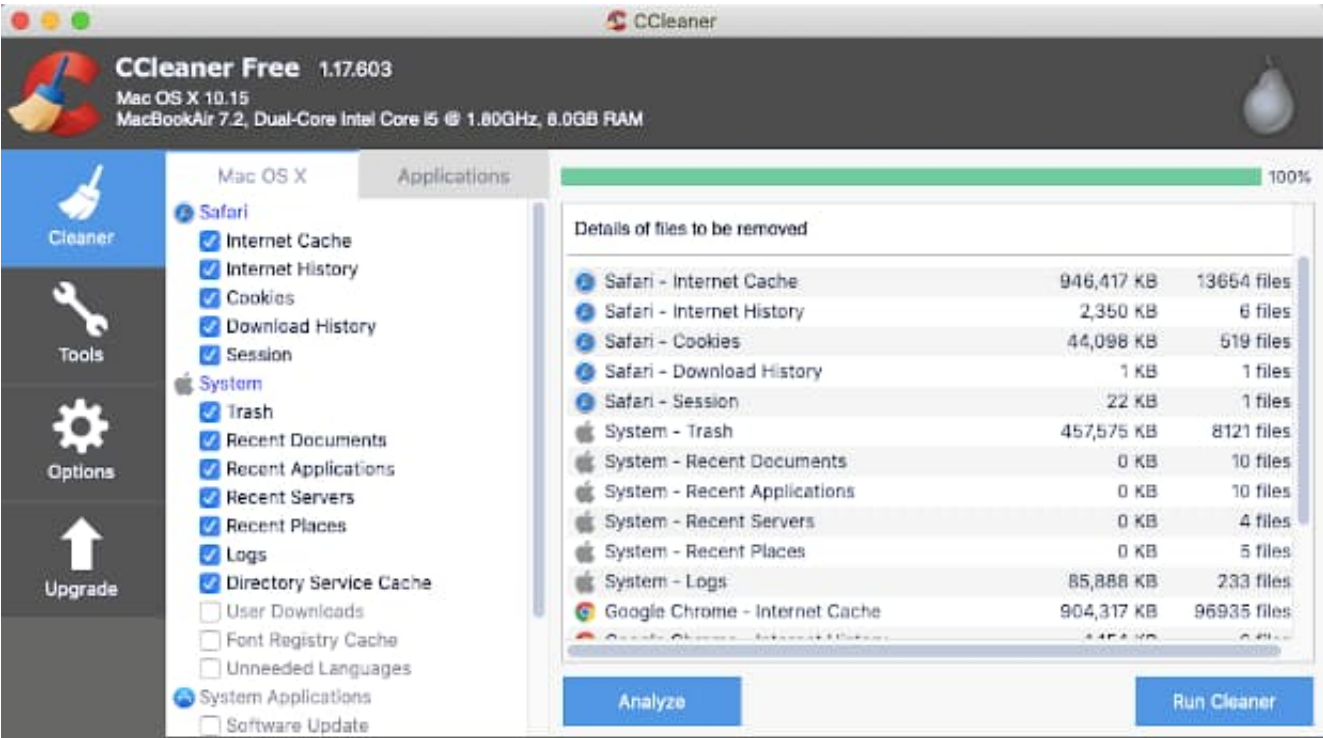 CCleaner
CCleaner Free 1.17.603
Mac OS X 10.15
MacBookAir 7.2, Dual-Core Intel Core i5 @ 1.80GHz, 8.0GB RAM
Cleaner
Tools
Options
Upgrade
Mac OS X Applications
Safari
Internet Cache
Internet History
Cookies
Download History
Session
System
Trash
Recent Documents
Recent Applications
Recent Servers
Recent Places
Logs
Directory Service Cache
User Downloads
Font Registry Cache
Unneeded Languages
System Applications
Software Update
100%
Details of files to be removed
Safari - Internet Cache 946,417 KB 13654 files
Safari - Internet History 2,350 KB 6 files
Safari - Cookies 44,098 KB 519 files
Safari - Download History 1 KB 1 files
Safari - Session 22 KB 1 files
System - Trash 457,575 KB 8121 files
System - Recent Documents 0 KB 10 files
System - Recent Applications 0 KB 10 files
System - Recent Servers 0 KB 4 files
System - Recent Places 0 KB 5 files
System - Logs 85,888 KB 233 files
Google Chrome - Internet Cache 904,317 KB 96935 files
Analyze
Run Cleaner